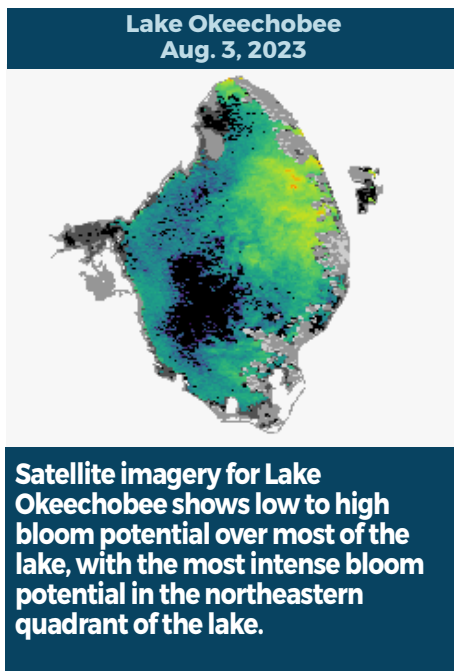 Lake Okeechobee
Aug. 3, 2023
Satellite imagery for Lake
Okeechobee shows low to high
bloom potential over most of the
lake, with the most intense bloom
potential in the northeastern
quadrant of the lake.